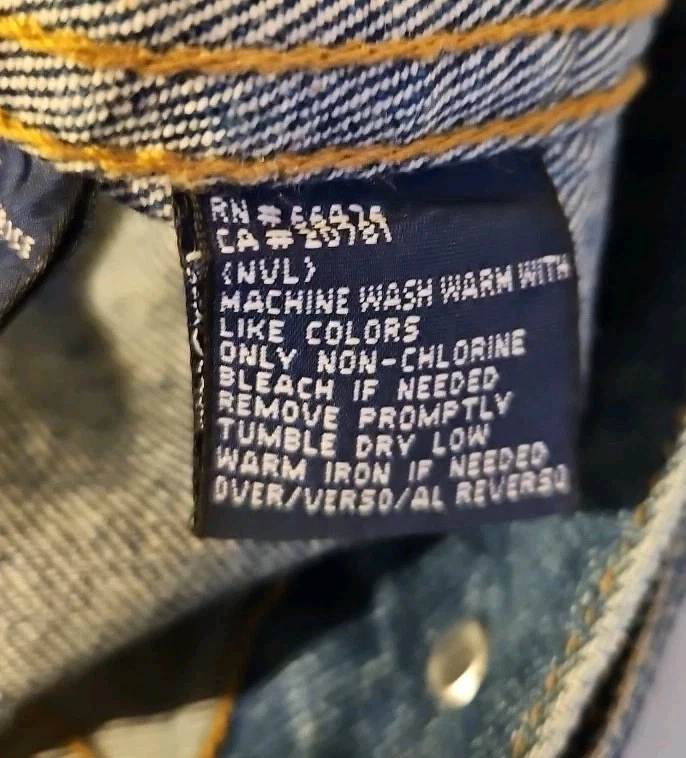 RN #
CA #
(NVL)
MACHINE WASH WARM WITH
LIKE COLORS
ONLY NON-CHLORINE
BLEACH IF NEEDED
REMOVE PROMPTLY
TUMBLE DRY LOW
WARM IRON IF NEEDED
OVER/VERSO/AL REVERSO